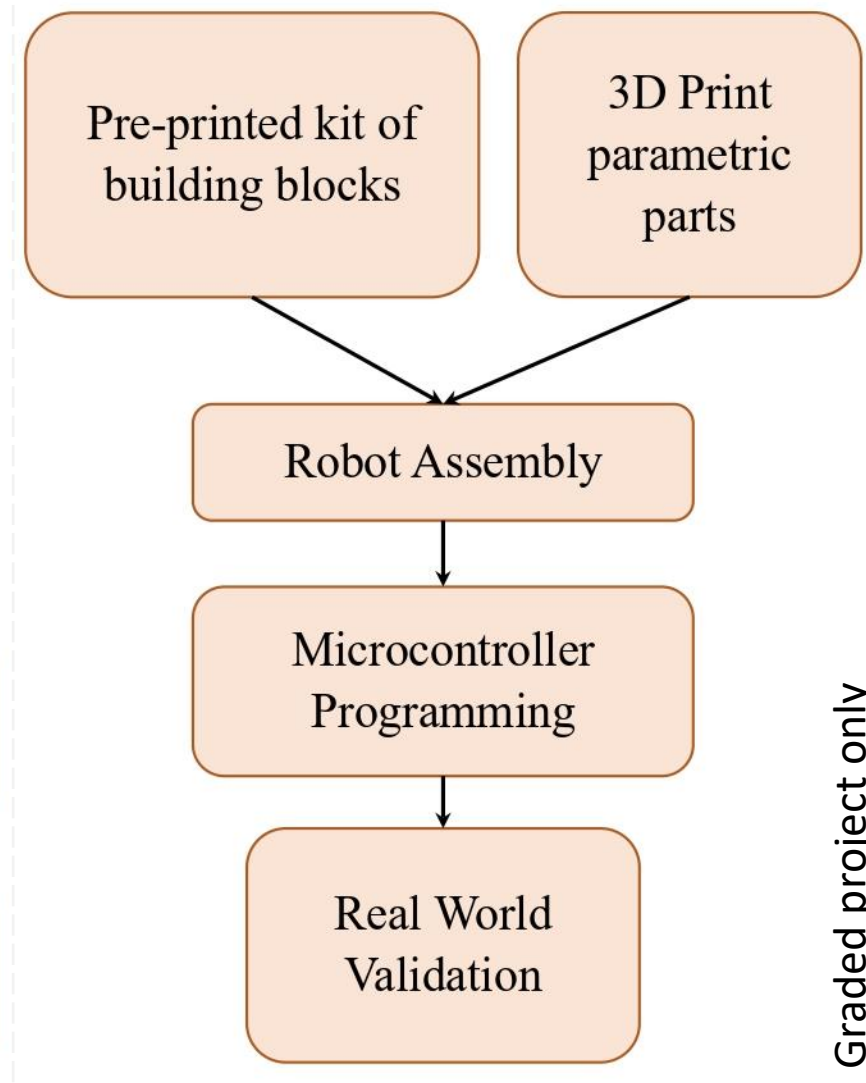 Pre-printed kit of
building blocks
3D Print
parametric
parts
Robot Assembly
Microcontroller
Programming
Real World
Validation
Graded project only